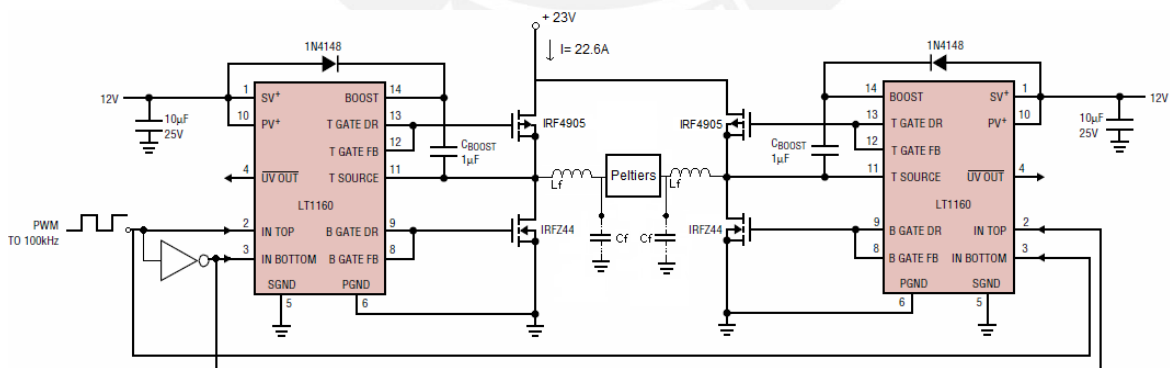 + 23V
I= 22.6A
1N4148
12V
10µF
25V
1
SV⁺
10
PV⁺
4
UV OUT
2
IN TOP
3
IN BOTTOM
SGND
5
PGND
6
LT1160
BOOST
14
T GATE DR
13
T GATE FB
12
T SOURCE
11
B GATE DR
9
B GATE FB
8
CBOOST
1µF
PWM
TO 100kHz
IRF4905
IRFZ44
Lf
Peltiers
Lf
Cf
Cf
IRF4905
IRFZ44
1N4148
CBOOST
1µF
14
BOOST
13
T GATE DR
12
T GATE FB
11
T SOURCE
LT1160
9
B GATE DR
8
B GATE FB
PGND
6
SGND
5
SV⁺
1
PV⁺
10
UV OUT
4
IN TOP
2
IN BOTTOM
3
12V
10µF
25V